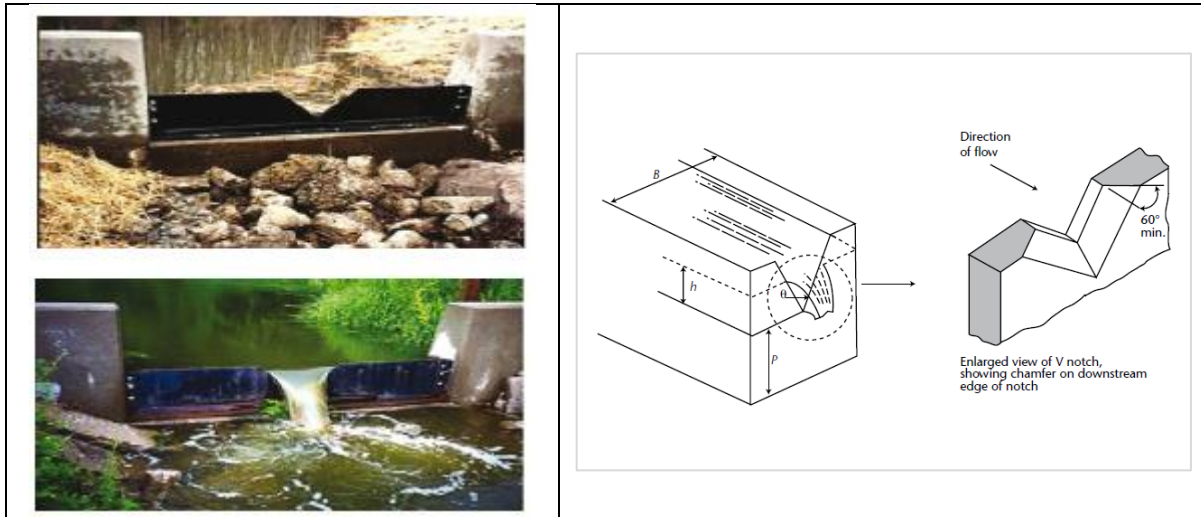 Direction
of flow
B
60°
min.
h
θ
P
Enlarged view of V notch,
showing chamfer on downstream
edge of notch